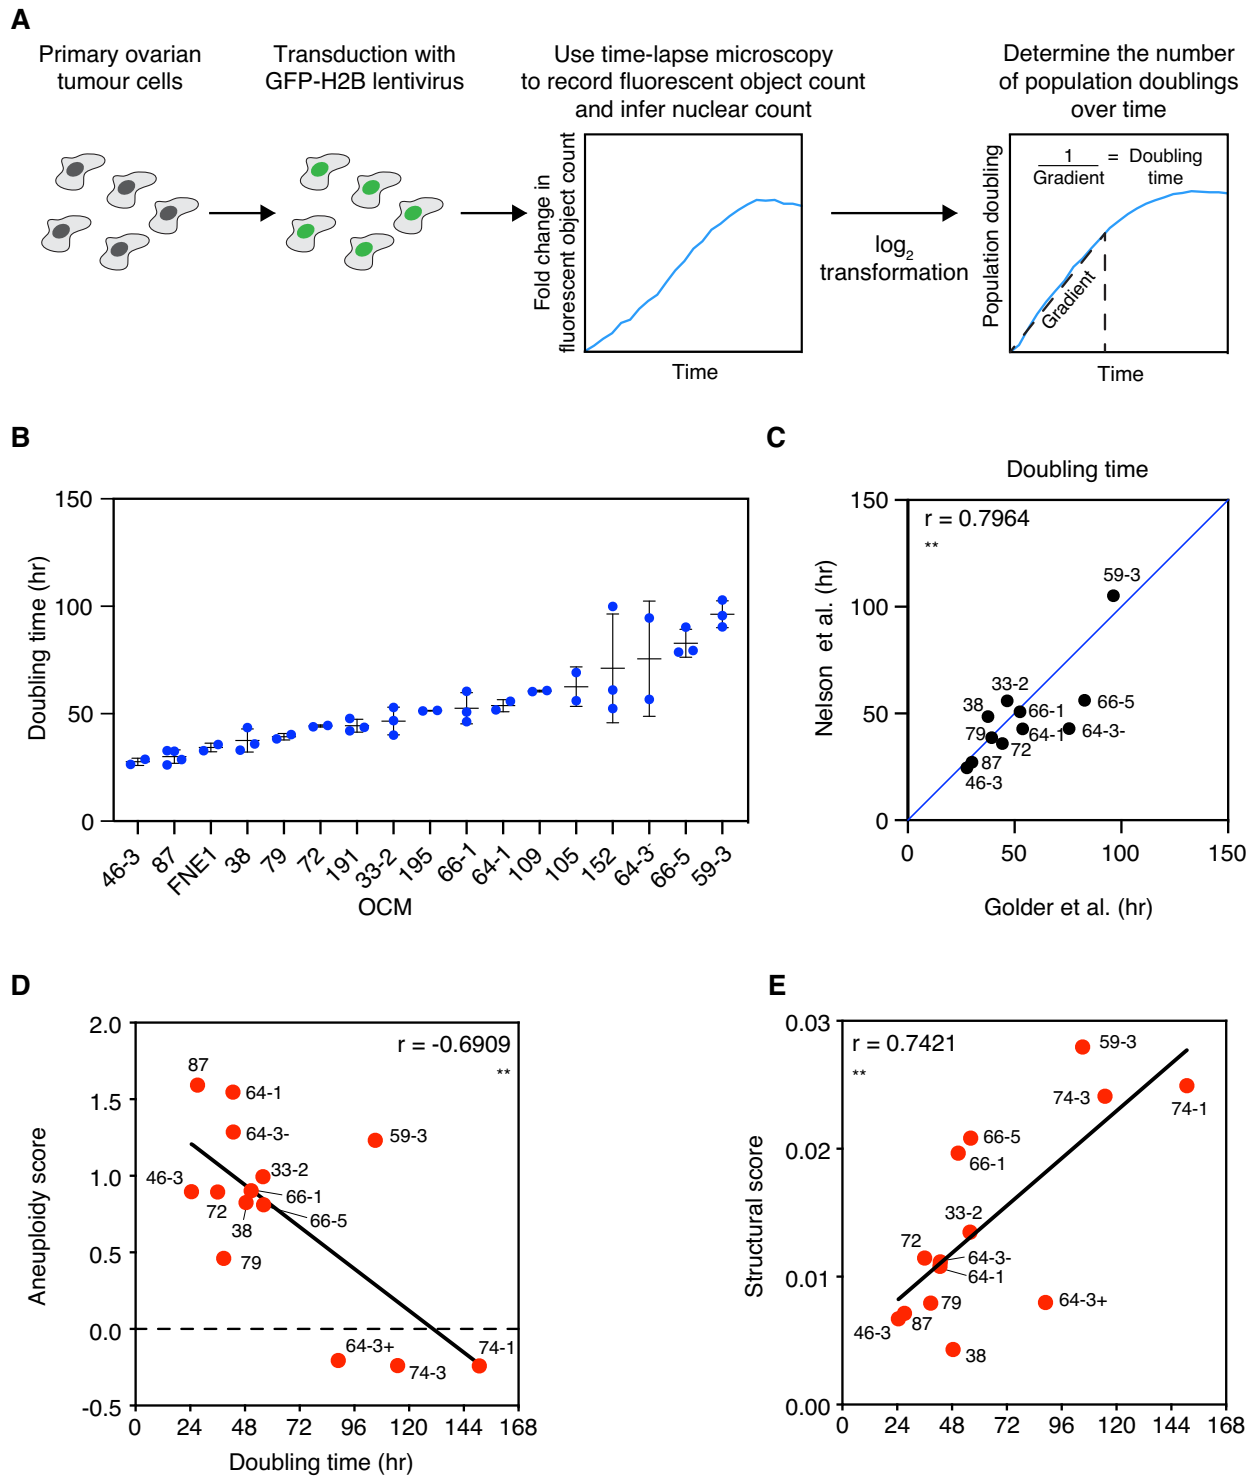 A
Primary ovarian
tumour cells
Transduction with
GFP-H2B lentivirus
Use time-lapse microscopy
to record fluorescent object count
and infer nuclear count
Determine the number
of population doublings
over time
Fold change in
fluorescent object count
Time
log2
transformation
Population doubling
1
Gradient
= Doubling
time
Gradient
Time
B
Doubling time (hr)
150
100
50
0
46-3
87
FNE1
38
79
72
191
33-2
195
66-1
64-1
109
105
152
64-3-
66-5
59-3
OCM
C
Doubling time
r = 0.7964
**
Nelson et al. (hr)
150
100
50
0
59-3
33-2
38
66-1
66-5
79
64-1
64-3-
72
87
46-3
0
50
100
150
Golder et al. (hr)
D
r = -0.6909
**
Aneuploidy score
2.0
1.5
1.0
0.5
0.0
-0.5
87
64-1
64-3-
59-3
46-3
33-2
72
66-1
38
66-5
79
64-3+
74-3
74-1
0
24
48
72
96
120
144
168
Doubling time (hr)
E
r = 0.7421
**
Structural score
0.03
0.02
0.01
0.00
59-3
74-3
74-1
66-5
66-1
33-2
72
64-3-
64-1
79
64-3+
46-3
87
38
0
24
48
72
96
120
144
168